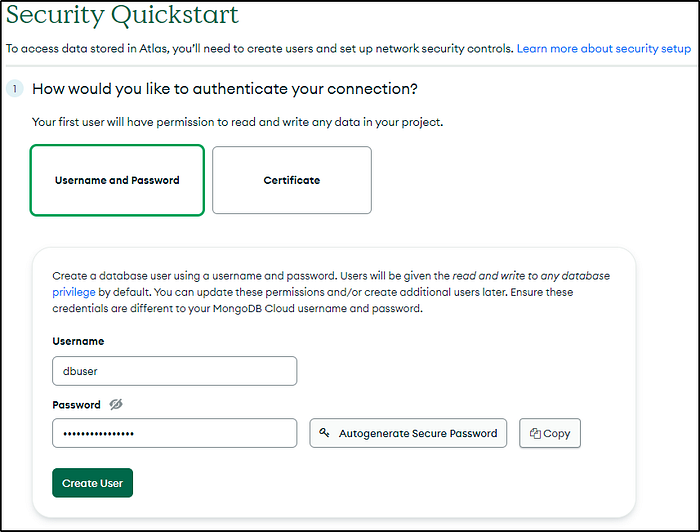 Security Quickstart
To access data stored in Atlas, you'll need to create users and set up network security controls. Learn more about security setup
1 How would you like to authenticate your connection?
Your first user will have permission to read and write any data in your project.
Username and Password Certificate
Create a database user using a username and password. Users will be given the read and write to any database
privilege by default. You can update these permissions and/or create additional users later. Ensure these
credentials are different to your MongoDB Cloud username and password.
Username
dbuser
Password
••••••••••••••• Autogenerate Secure Password Copy
Create User